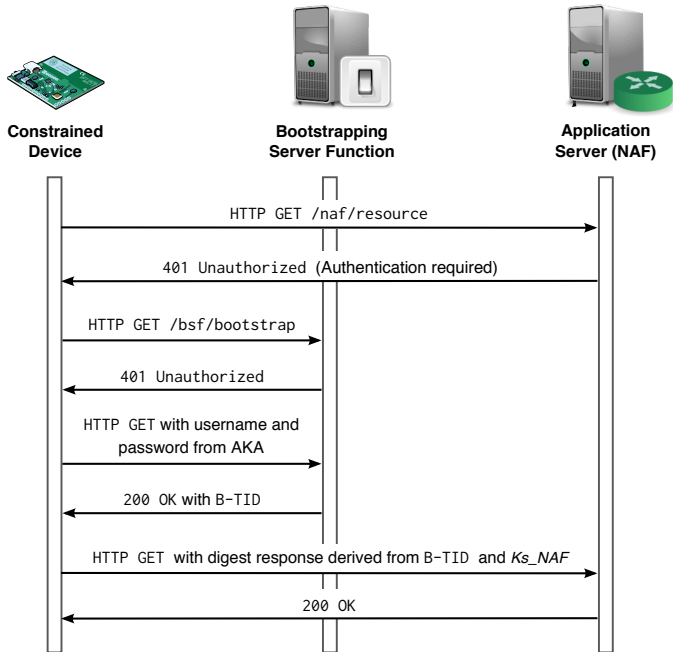 Constrained
Device
Bootstrapping
Server Function
Application
Server (NAF)
HTTP GET /naf/resource
401 Unauthorized (Authentication required)
HTTP GET /bsf/bootstrap
401 Unauthorized
HTTP GET with username and
password from AKA
200 OK with B-TID
HTTP GET with digest response derived from B-TID and Ks_NAF
200 OK